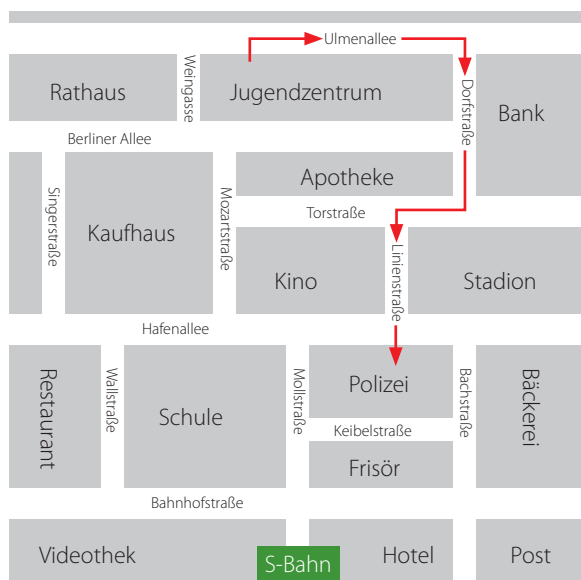 Ulmenallee
Rathaus
Weingasse
Jugendzentrum
Dorfstraße
Bank
Berliner Allee
Apotheke
Singerstraße
Kaufhaus
Mozartstraße
Torstraße
Kino
Linienstraße
Stadion
Hafenallee
Restaurant
Wallstraße
Schule
Mollstraße
Polizei
Bachstraße
Bäckerei
Keibelstraße
Frisör
Bahnhofstraße
Videothek
S-Bahn
Hotel
Post